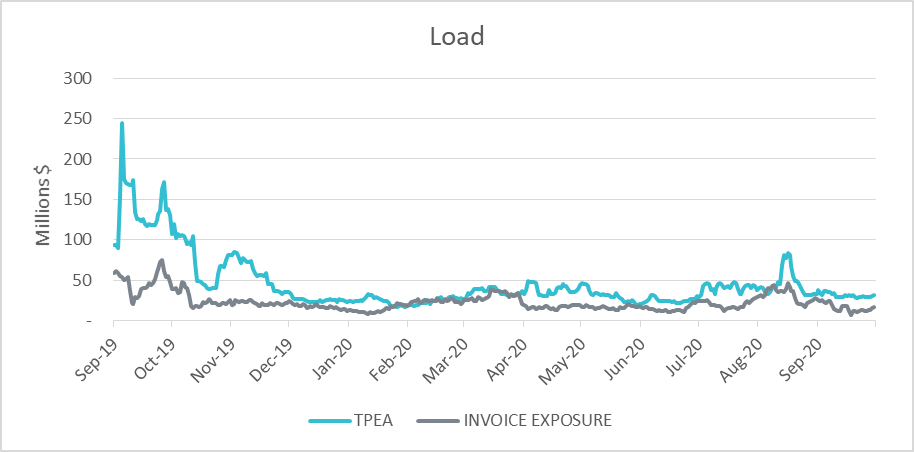 Load
Millions $
300
250
200
150
100
50
-
Sep-19 Oct-19 Nov-19 Dec-19 Jan-20 Feb-20 Mar-20 Apr-20 May-20 Jun-20 Jul-20 Aug-20 Sep-20
TPEA INVOICE EXPOSURE